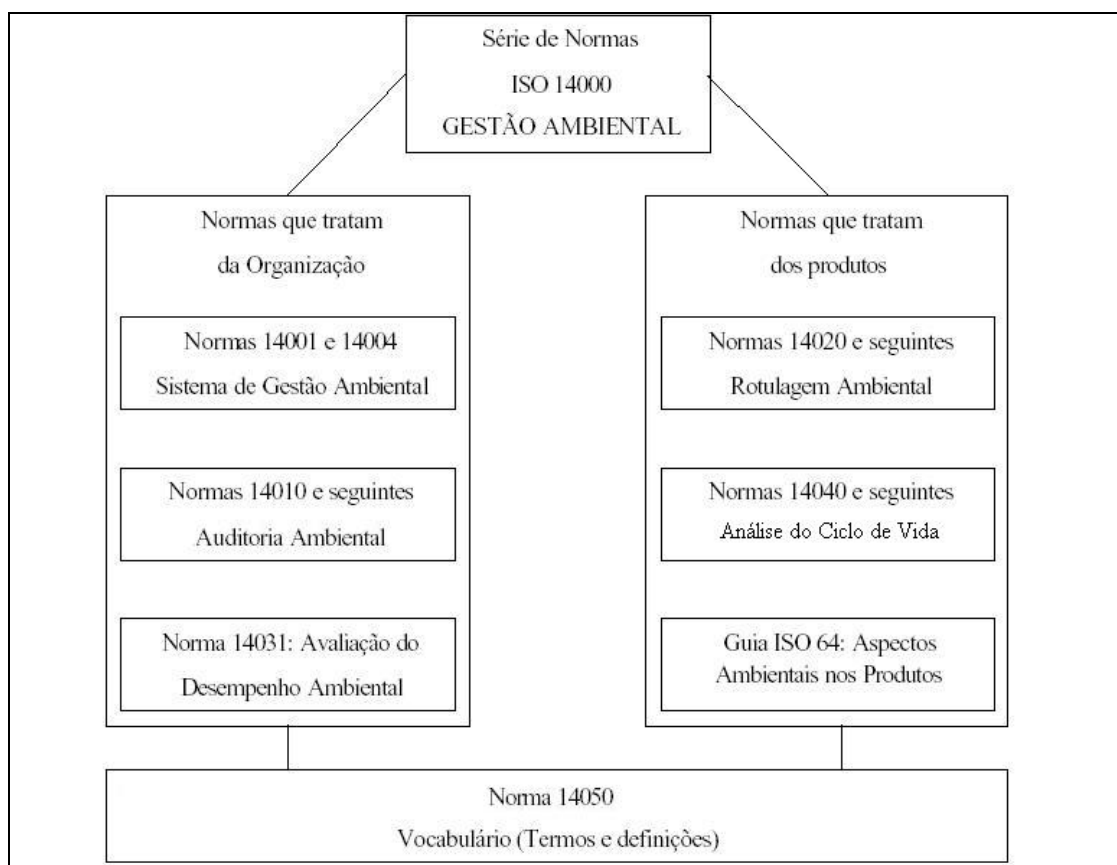 Série de Normas
ISO 14000
GESTÃO AMBIENTAL
Normas que tratam
da Organização
Normas 14001 e 14004
Sistema de Gestão Ambiental
Normas 14010 e seguintes
Auditoria Ambiental
Norma 14031: Avaliação do
Desempenho Ambiental
Normas que tratam
dos produtos
Normas 14020 e seguintes
Rotulagem Ambiental
Normas 14040 e seguintes
Análise do Ciclo de Vida
Guia ISO 64: Aspectos
Ambientais nos Produtos
Norma 14050
Vocabulário (Termos e definições)